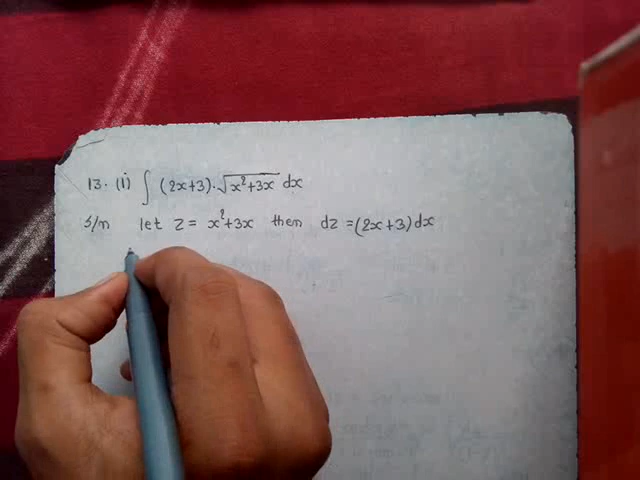 13. (i) ∫ (2x+3).√x²+3x dx
S/n let z = x²+3x then dz = (2x+3) dx